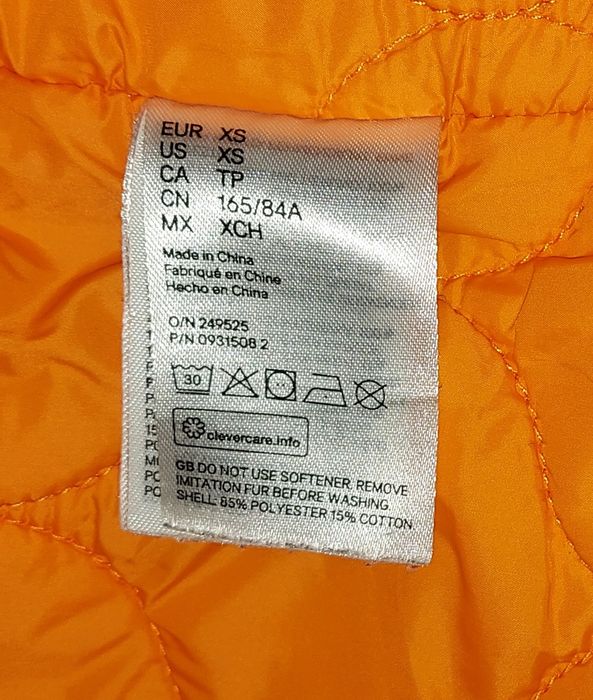 EUR XS
US XS
CA TP
CN 165/84A
MX XCH
Made in China
Fabriqué en Chine
Hecho en China
O/N 249525
P/N 0931508 2
30
clevercare.info
GB DO NOT USE SOFTENER. REMOVE
IMITATION FUR BEFORE WASHING.
SHELL: 85% POLYESTER 15% COTTON